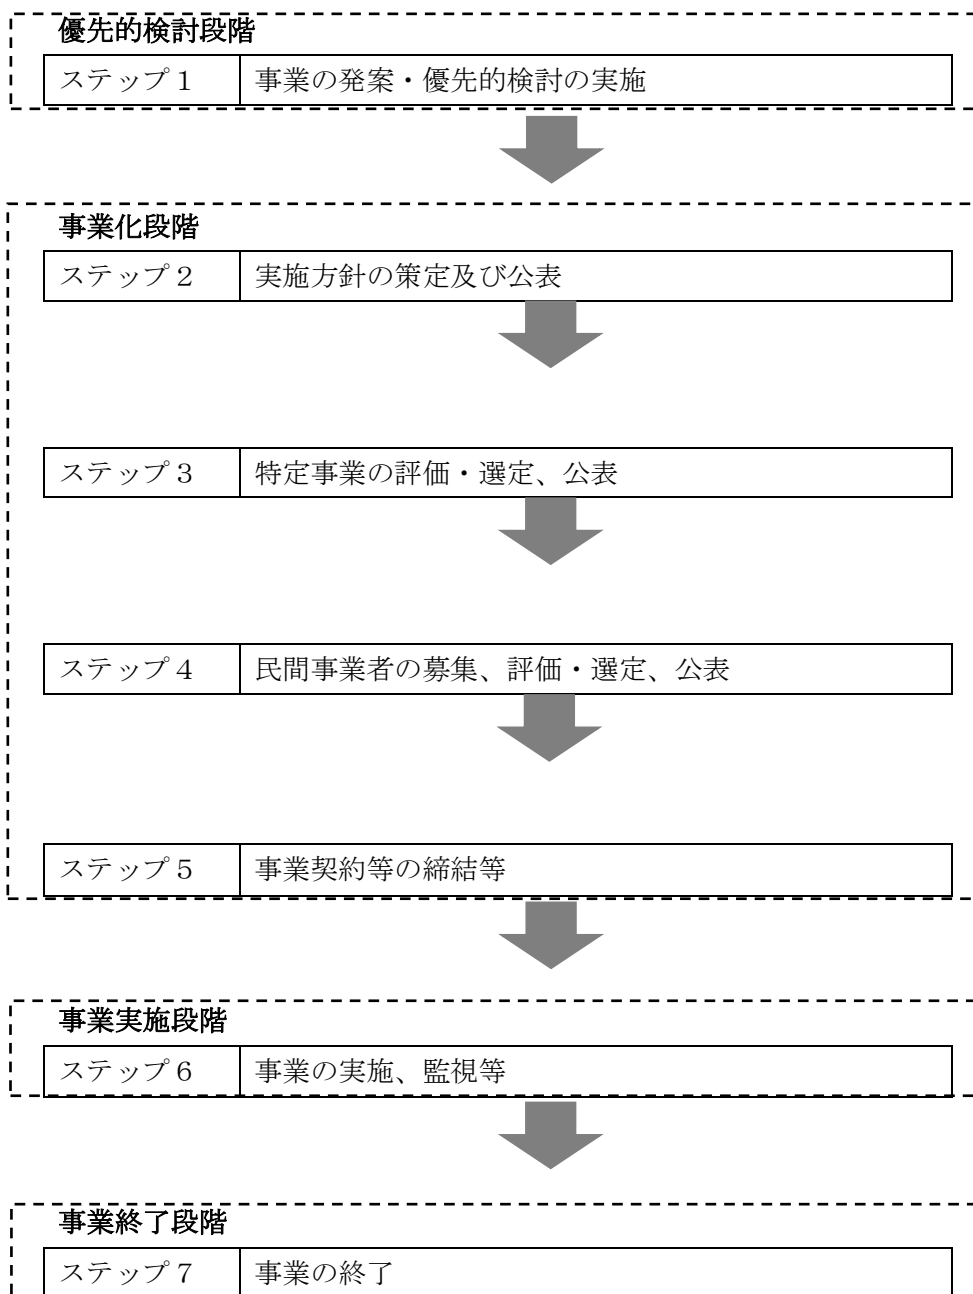 優先的検討段階
ステップ１ 事業の発案・優先的検討の実施
事業化段階
ステップ２ 実施方針の策定及び公表
ステップ３ 特定事業の評価・選定、公表
ステップ４ 民間事業者の募集、評価・選定、公表
ステップ５ 事業契約等の締結等
事業実施段階
ステップ６ 事業の実施、監視等
事業終了段階
ステップ７ 事業の終了